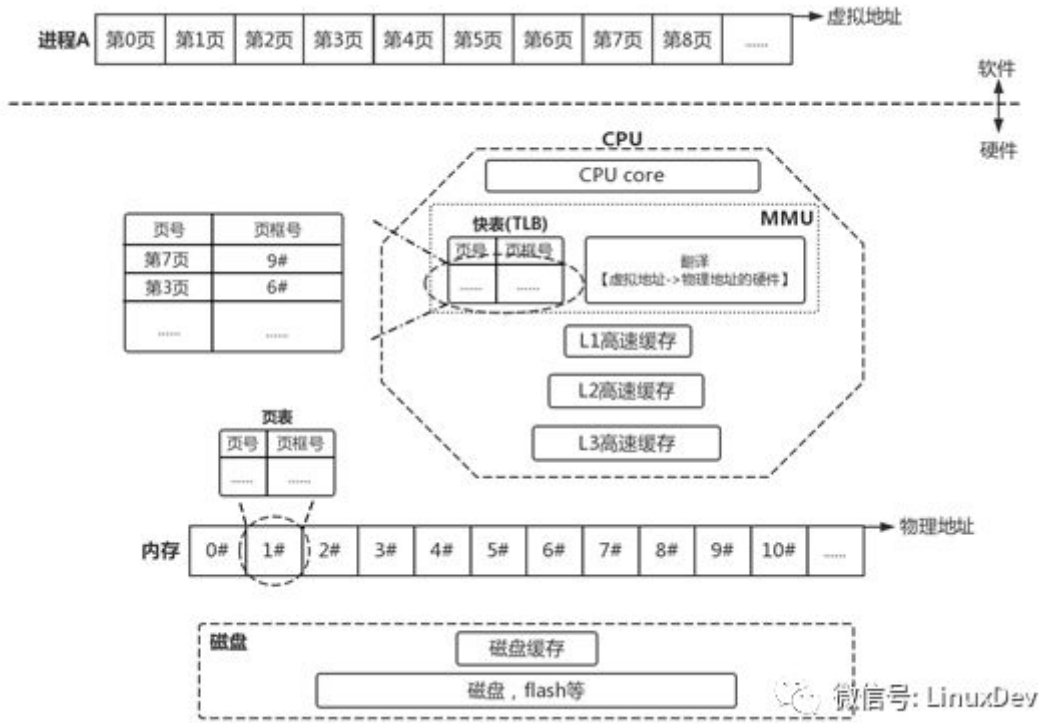 虚拟地址
进程A 第0页 第1页 第2页 第3页 第4页 第5页 第6页 第7页 第8页 ......
软件
硬件
CPU
CPU core
MMU
快表(TLB)
页号 页框号
...... ......
翻译
【虚拟地址->物理地址的硬件】
页号 页框号
第7页 9#
第3页 6#
...... ......
L1高速缓存
L2高速缓存
L3高速缓存
页表
页号 页框号
...... ......
物理地址
内存 0# 1# 2# 3# 4# 5# 6# 7# 8# 9# 10# ......
磁盘
磁盘缓存
磁盘，flash等
微信号: LinuxDev